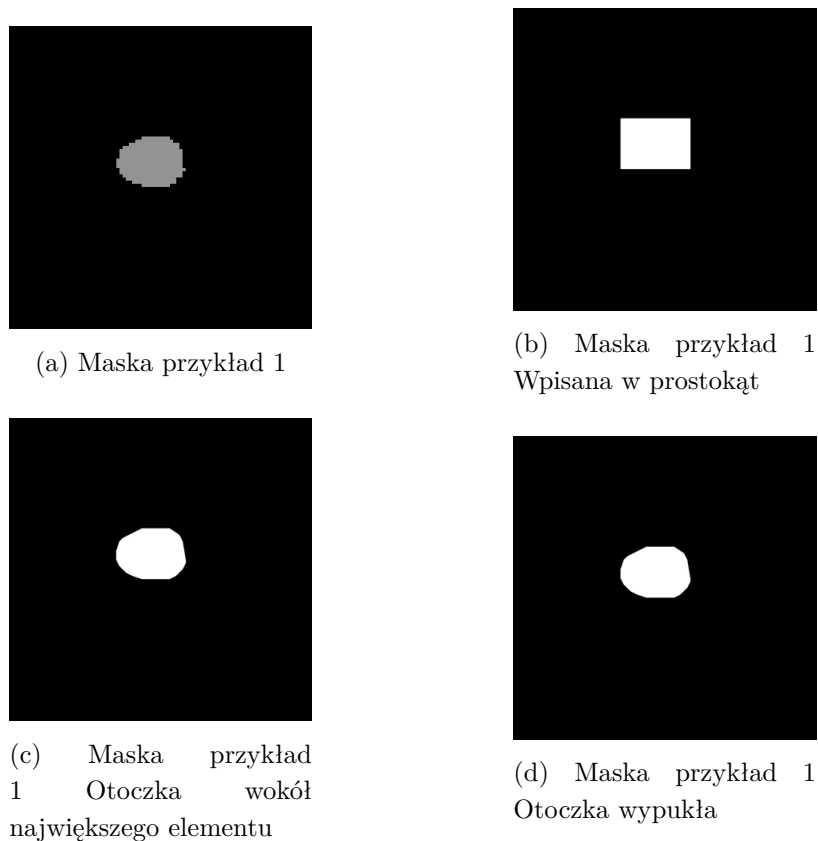 (a) Maska przykład 1
(b) Maska przykład 1
Wpisana w prostokąt
(c) Maska przykład
1 Otoczka wokół
największego elementu
(d) Maska przykład 1
Otoczka wypukła